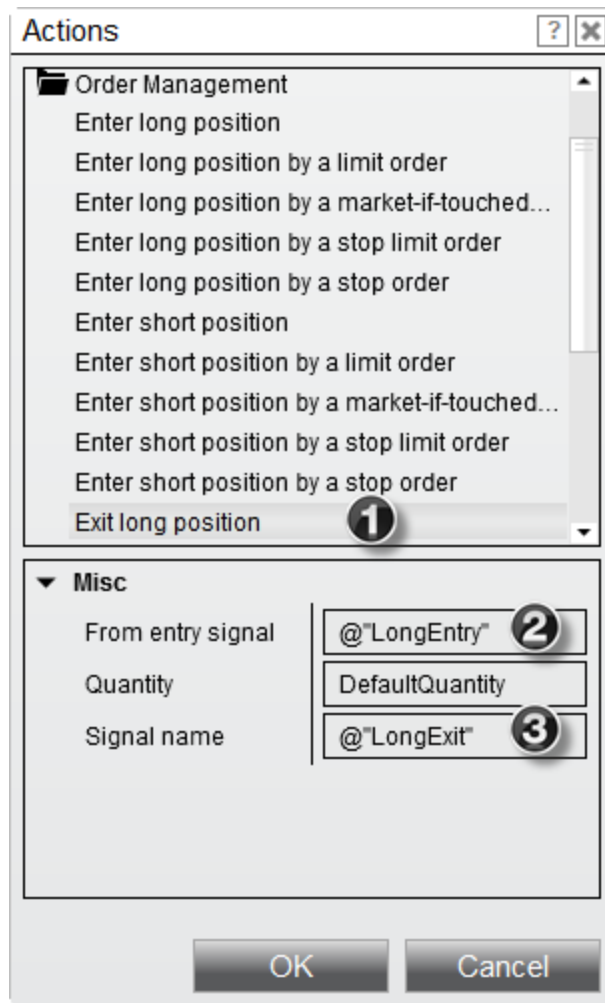 Actions ?
Order Management
Enter long position
Enter long position by a limit order
Enter long position by a market-if-touched...
Enter long position by a stop limit order
Enter long position by a stop order
Enter short position
Enter short position by a limit order
Enter short position by a market-if-touched...
Enter short position by a stop limit order
Enter short position by a stop order
Exit long position 1
Misc
From entry signal @"LongEntry" 2
Quantity DefaultQuantity
Signal name @"LongExit" 3
OK Cancel